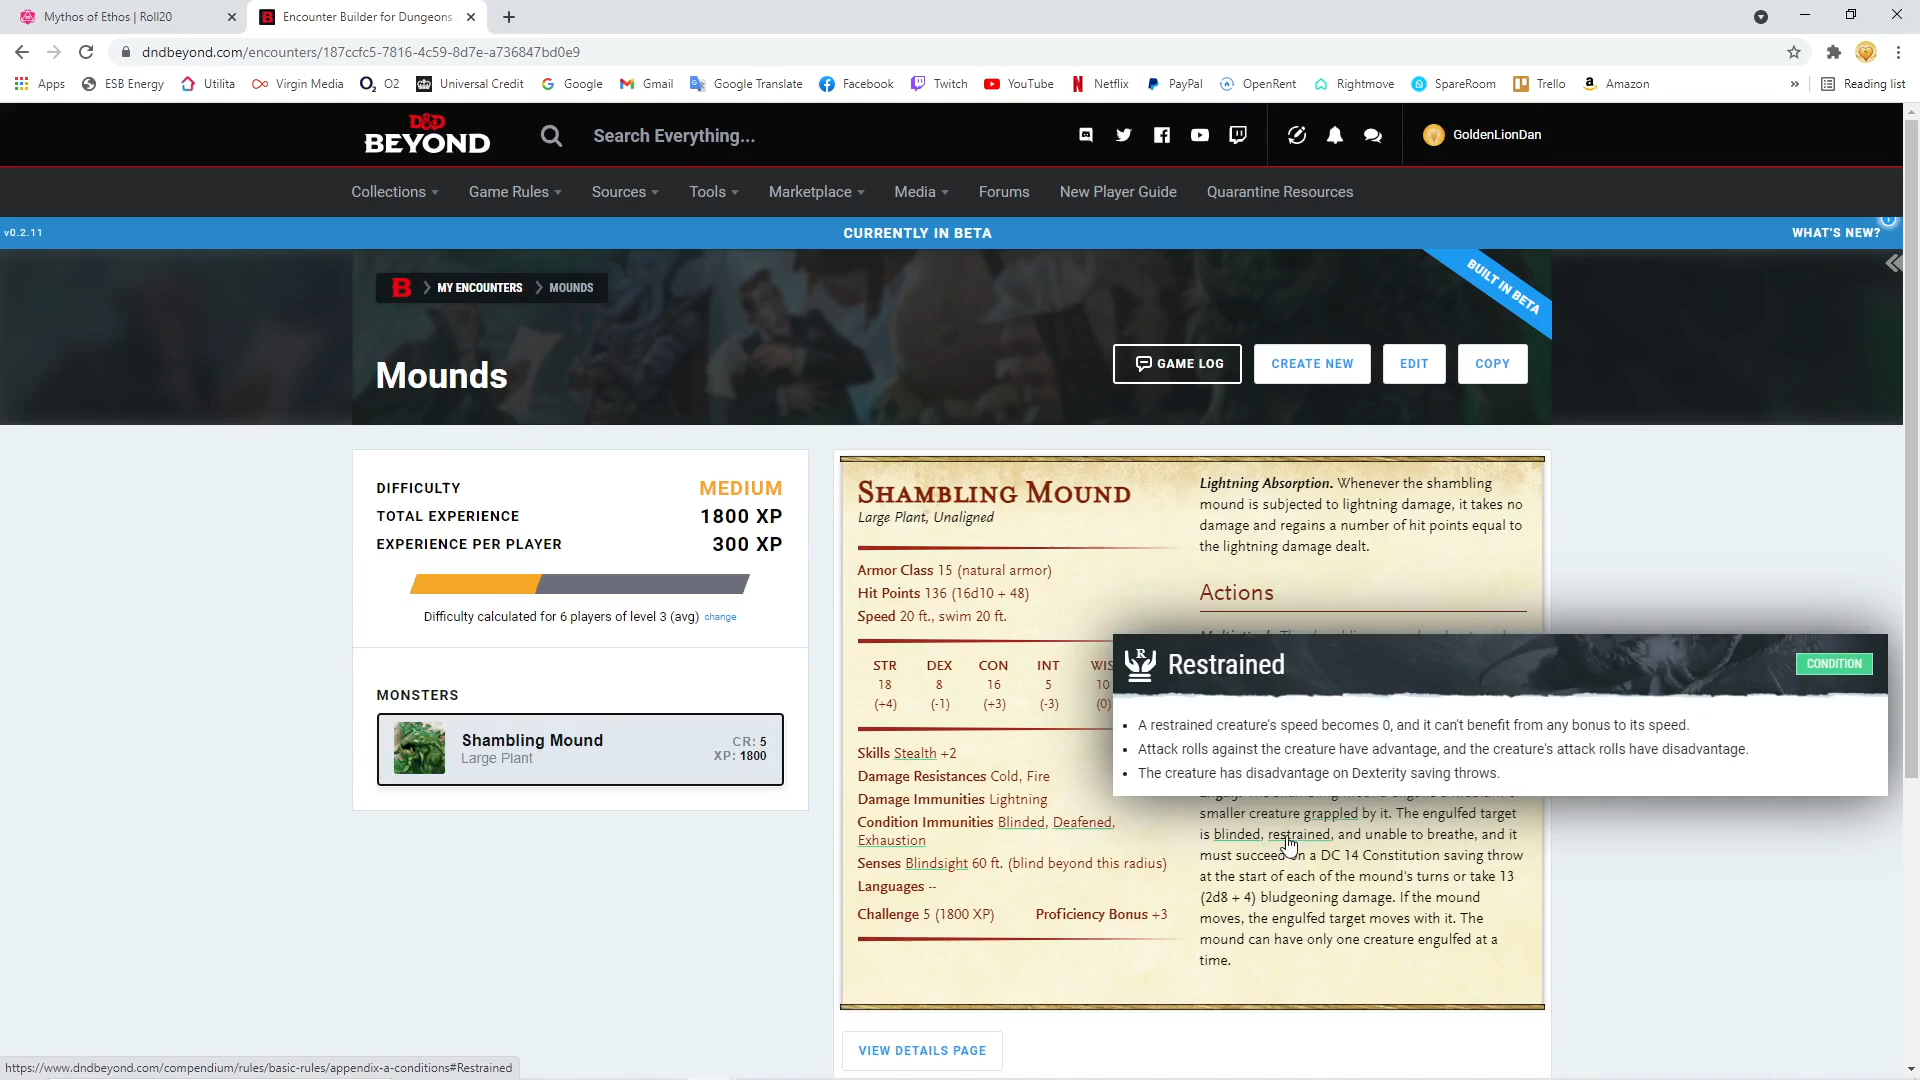 Mythos of Ethos | Roll20
Encounter Builder for Dungeons
dndbeyond.com/encounters/187ccfc5-7816-4c59-8d7e-a736847bd0e9
Apps ESB Energy Utilita Virgin Media O2 Universal Credit Google Gmail Google Translate Facebook Twitch YouTube Netflix PayPal OpenRent Rightmove SpareRoom Trello Amazon » Reading list
D&D
BEYOND
Search Everything...
GoldenLionDan
Collections Game Rules Sources Tools Marketplace Media Forums New Player Guide Quarantine Resources
v0.2.11
CURRENTLY IN BETA
WHAT'S NEW?
BUILT IN BETA
B MY ENCOUNTERS MOUNDS
Mounds
GAME LOG
CREATE NEW
EDIT
COPY
DIFFICULTY MEDIUM
TOTAL EXPERIENCE 1800 XP
EXPERIENCE PER PLAYER 300 XP
Difficulty calculated for 6 players of level 3 (avg) change
MONSTERS
Shambling Mound
Large Plant
CR: 5
XP: 1800
Shambling Mound
Large Plant, Unaligned
Armor Class 15 (natural armor)
Hit Points 136 (16d10 + 48)
Speed 20 ft., swim 20 ft.
STR DEX CON INT WIS
18 8 16 5 10
(+4) (-1) (+3) (-3) (0)
Skills Stealth +2
Damage Resistances Cold, Fire
Damage Immunities Lightning
Condition Immunities Blinded, Deafened,
Exhaustion
Senses Blindsight 60 ft. (blind beyond this radius)
Languages --
Challenge 5 (1800 XP) Proficiency Bonus +3
Lightning Absorption. Whenever the shambling
mound is subjected to lightning damage, it takes no
damage and regains a number of hit points equal to
the lightning damage dealt.
Actions
R
Restrained
CONDITION
A restrained creature's speed becomes 0, and it can't benefit from any bonus to its speed.
Attack rolls against the creature have advantage, and the creature's attack rolls have disadvantage.
The creature has disadvantage on Dexterity saving throws.
smaller creature grappled by it. The engulfed target
is blinded, restrained, and unable to breathe, and it
must succeed on a DC 14 Constitution saving throw
at the start of each of the mound's turns or take 13
(2d8 + 4) bludgeoning damage. If the mound
moves, the engulfed target moves with it. The
mound can have only one creature engulfed at a
time.
VIEW DETAILS PAGE
https://www.dndbeyond.com/compendium/rules/basic-rules/appendix-a-conditions#Restrained